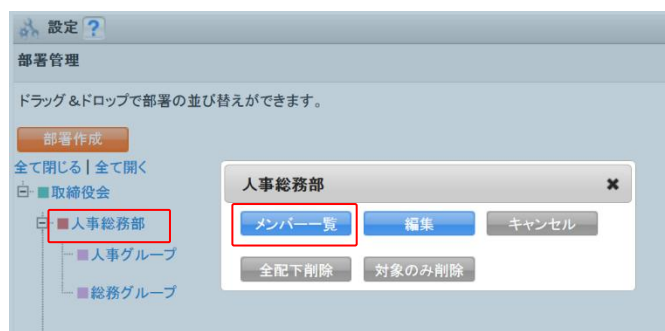 設定 ?
部署管理
ドラッグ&ドロップで部署の並び替えができます。
部署作成
全て閉じる | 全て開く
取締役会
人事総務部
人事グループ
総務グループ
人事総務部
メンバー一覧 編集 キャンセル
全配下削除 対象のみ削除